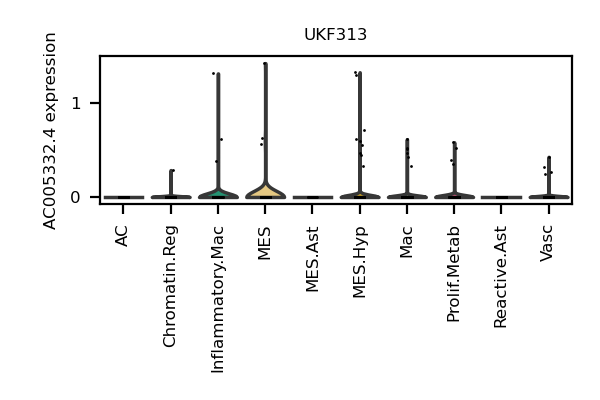 UKF313
AC005332.4 expression
1
0
AC
Chromatin.Reg
Inflammatory.Mac
MES
MES.Ast
MES.Hyp
Mac
Prolif.Metab
Reactive.Ast
Vasc